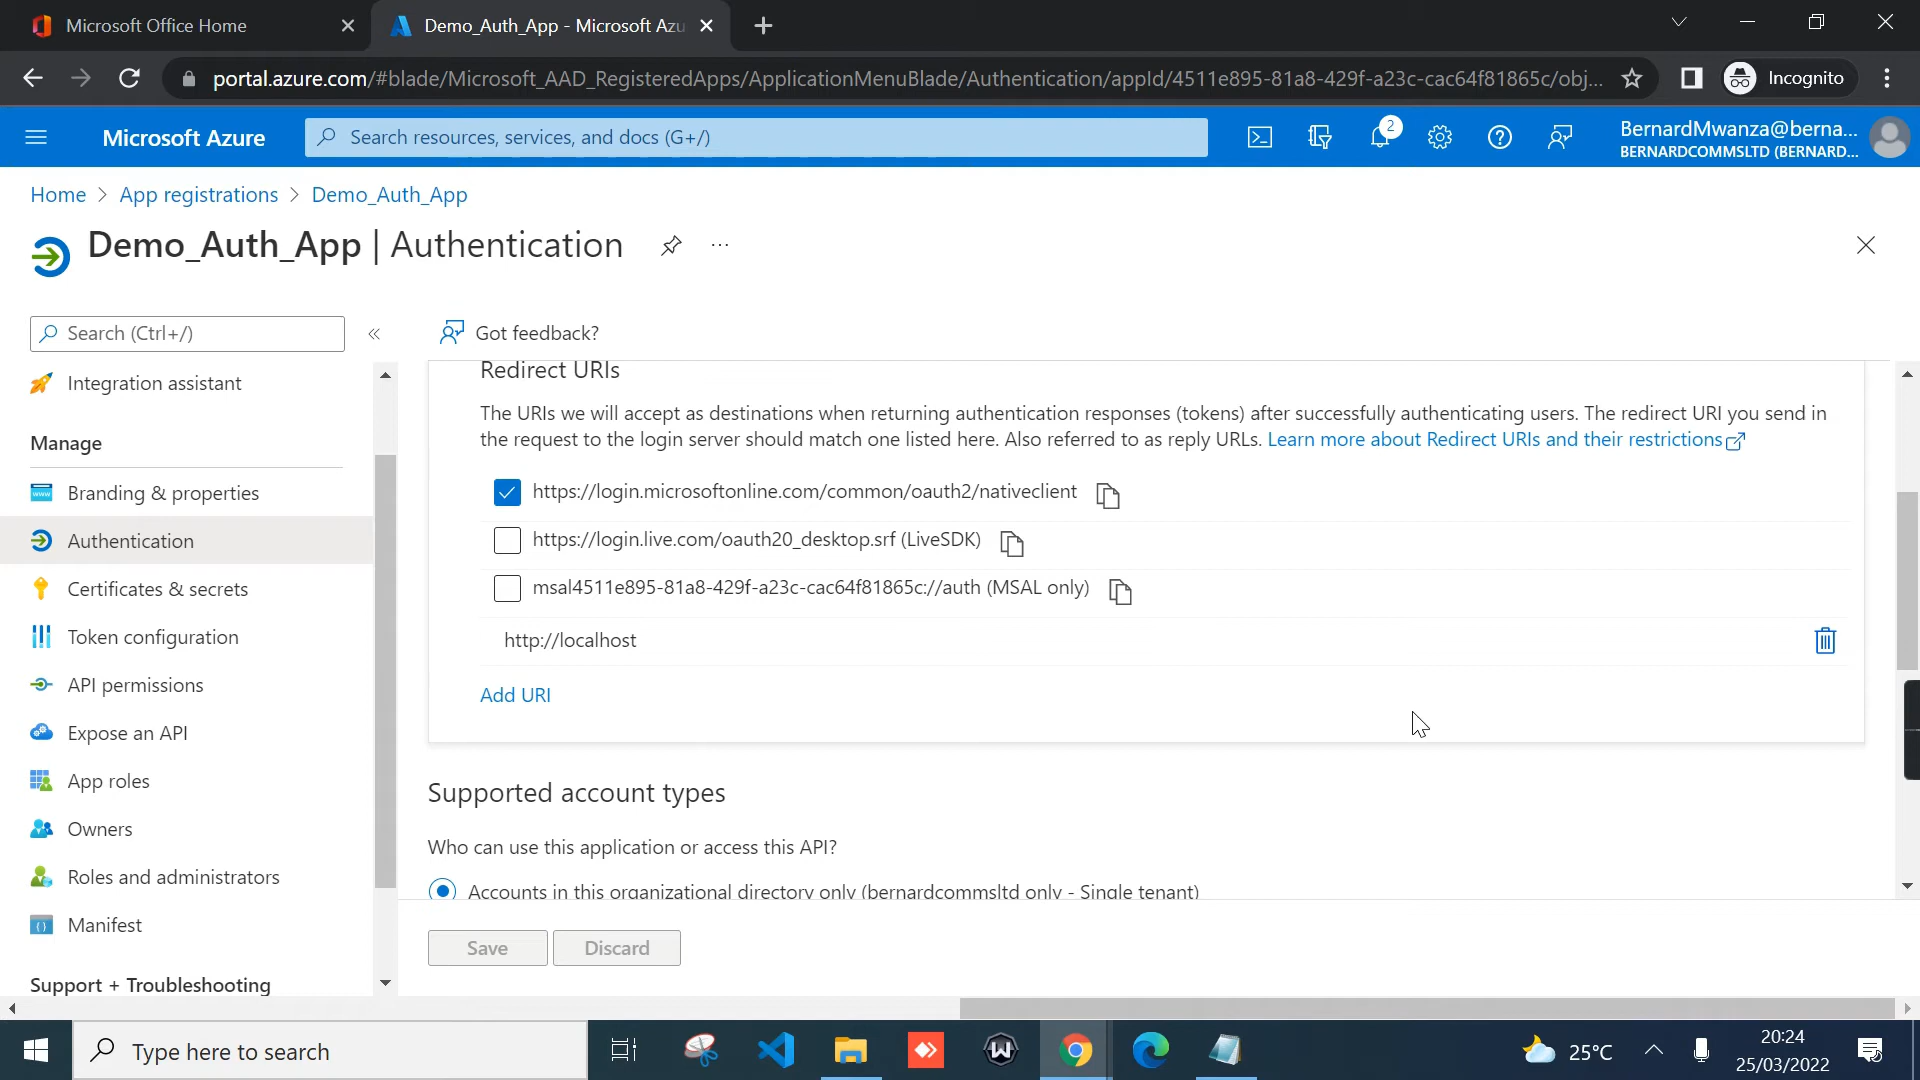 Microsoft Office Home
Demo_Auth_App - Microsoft Azu
portal.azure.com/#blade/Microsoft_AAD_RegisteredApps/ApplicationMenuBlade/Authentication/appId/4511e895-81a8-429f-a23c-cac64f81865c/obj...
Incognito
Microsoft Azure
Search resources, services, and docs (G+/)
2
BernardMwanza@berna...
BERNARDCOMMSLTD (BERNARD...
Home > App registrations > Demo_Auth_App
Demo_Auth_App | Authentication
Search (Ctrl+/)
Got feedback?
Integration assistant
Manage
Branding & properties
Authentication
Certificates & secrets
Token configuration
API permissions
Expose an API
App roles
Owners
Roles and administrators
Manifest
Support + Troubleshooting
Redirect URIs
The URIs we will accept as destinations when returning authentication responses (tokens) after successfully authenticating users. The redirect URI you send in
the request to the login server should match one listed here. Also referred to as reply URLs. Learn more about Redirect URIs and their restrictions
https://login.microsoftonline.com/common/oauth2/nativeclient
https://login.live.com/oauth20_desktop.srf (LiveSDK)
msal4511e895-81a8-429f-a23c-cac64f81865c://auth (MSAL only)
http://localhost
Add URI
Supported account types
Who can use this application or access this API?
Accounts in this organizational directory only (bernardcommsltd only - Single tenant)
Save
Discard
Type here to search
25°C
20:24
25/03/2022